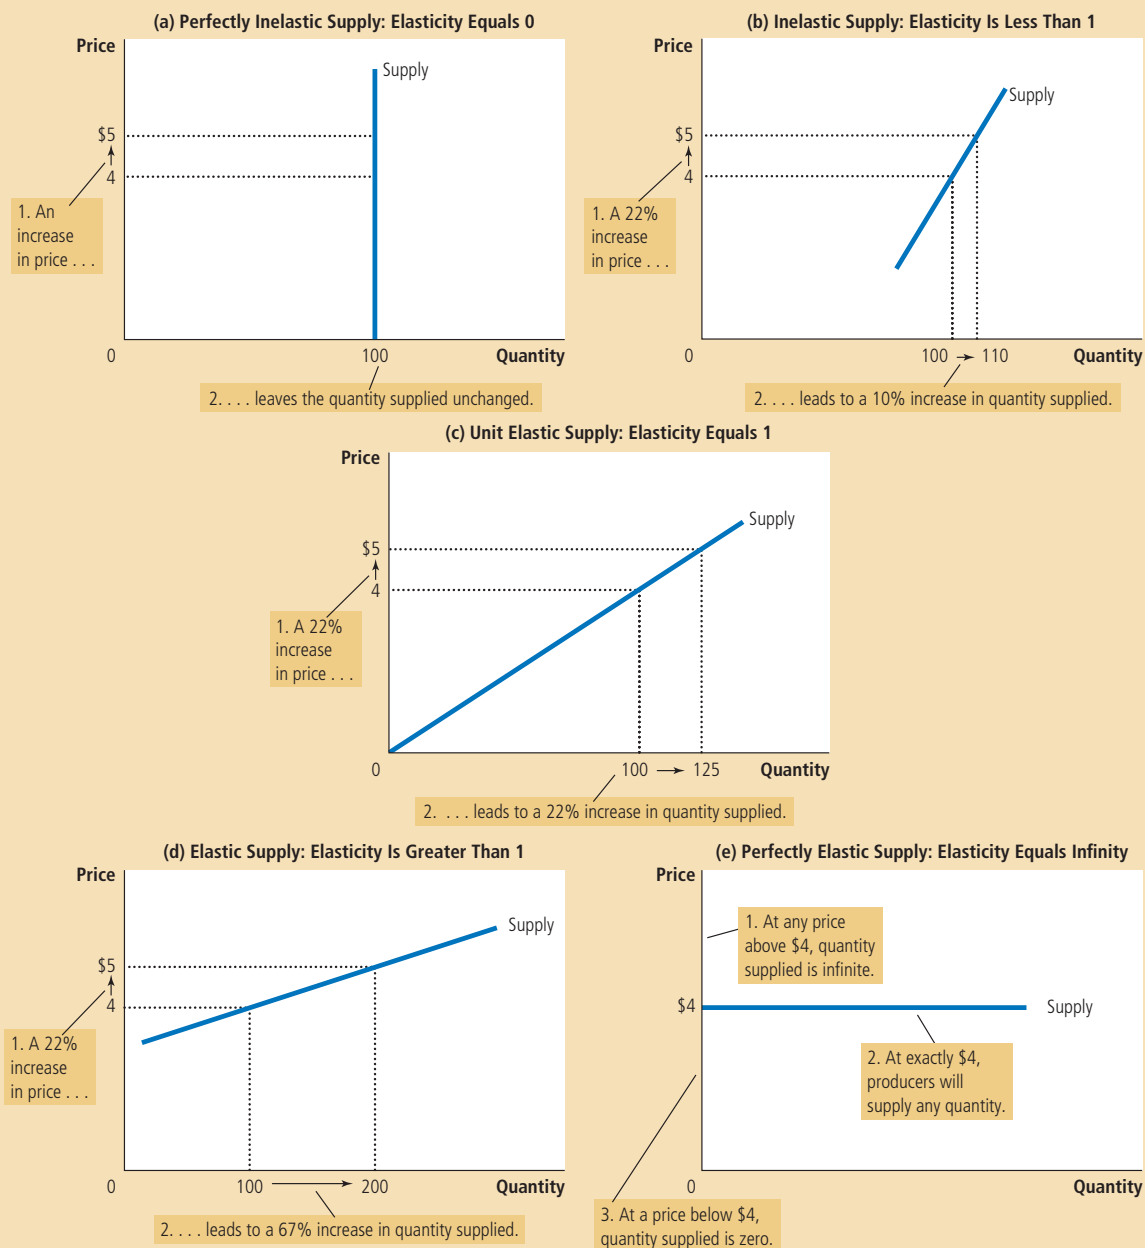 (a) Perfectly Inelastic Supply: Elasticity Equals 0
Price
Supply
$5
4
1. An
increase
in price . . .
0
100
Quantity
2. . . . leaves the quantity supplied unchanged.
(b) Inelastic Supply: Elasticity Is Less Than 1
Price
Supply
$5
4
1. A 22%
increase
in price . . .
0
100
110
Quantity
2. . . . leads to a 10% increase in quantity supplied.
(c) Unit Elastic Supply: Elasticity Equals 1
Price
Supply
$5
4
1. A 22%
increase
in price . . .
0
100
125
Quantity
2. . . . leads to a 22% increase in quantity supplied.
(d) Elastic Supply: Elasticity Is Greater Than 1
Price
Supply
$5
4
1. A 22%
increase
in price . . .
0
100
200
Quantity
2. . . . leads to a 67% increase in quantity supplied.
(e) Perfectly Elastic Supply: Elasticity Equals Infinity
Price
1. At any price
above $4, quantity
supplied is infinite.
$4
Supply
2. At exactly $4,
producers will
supply any quantity.
0
Quantity
3. At a price below $4,
quantity supplied is zero.